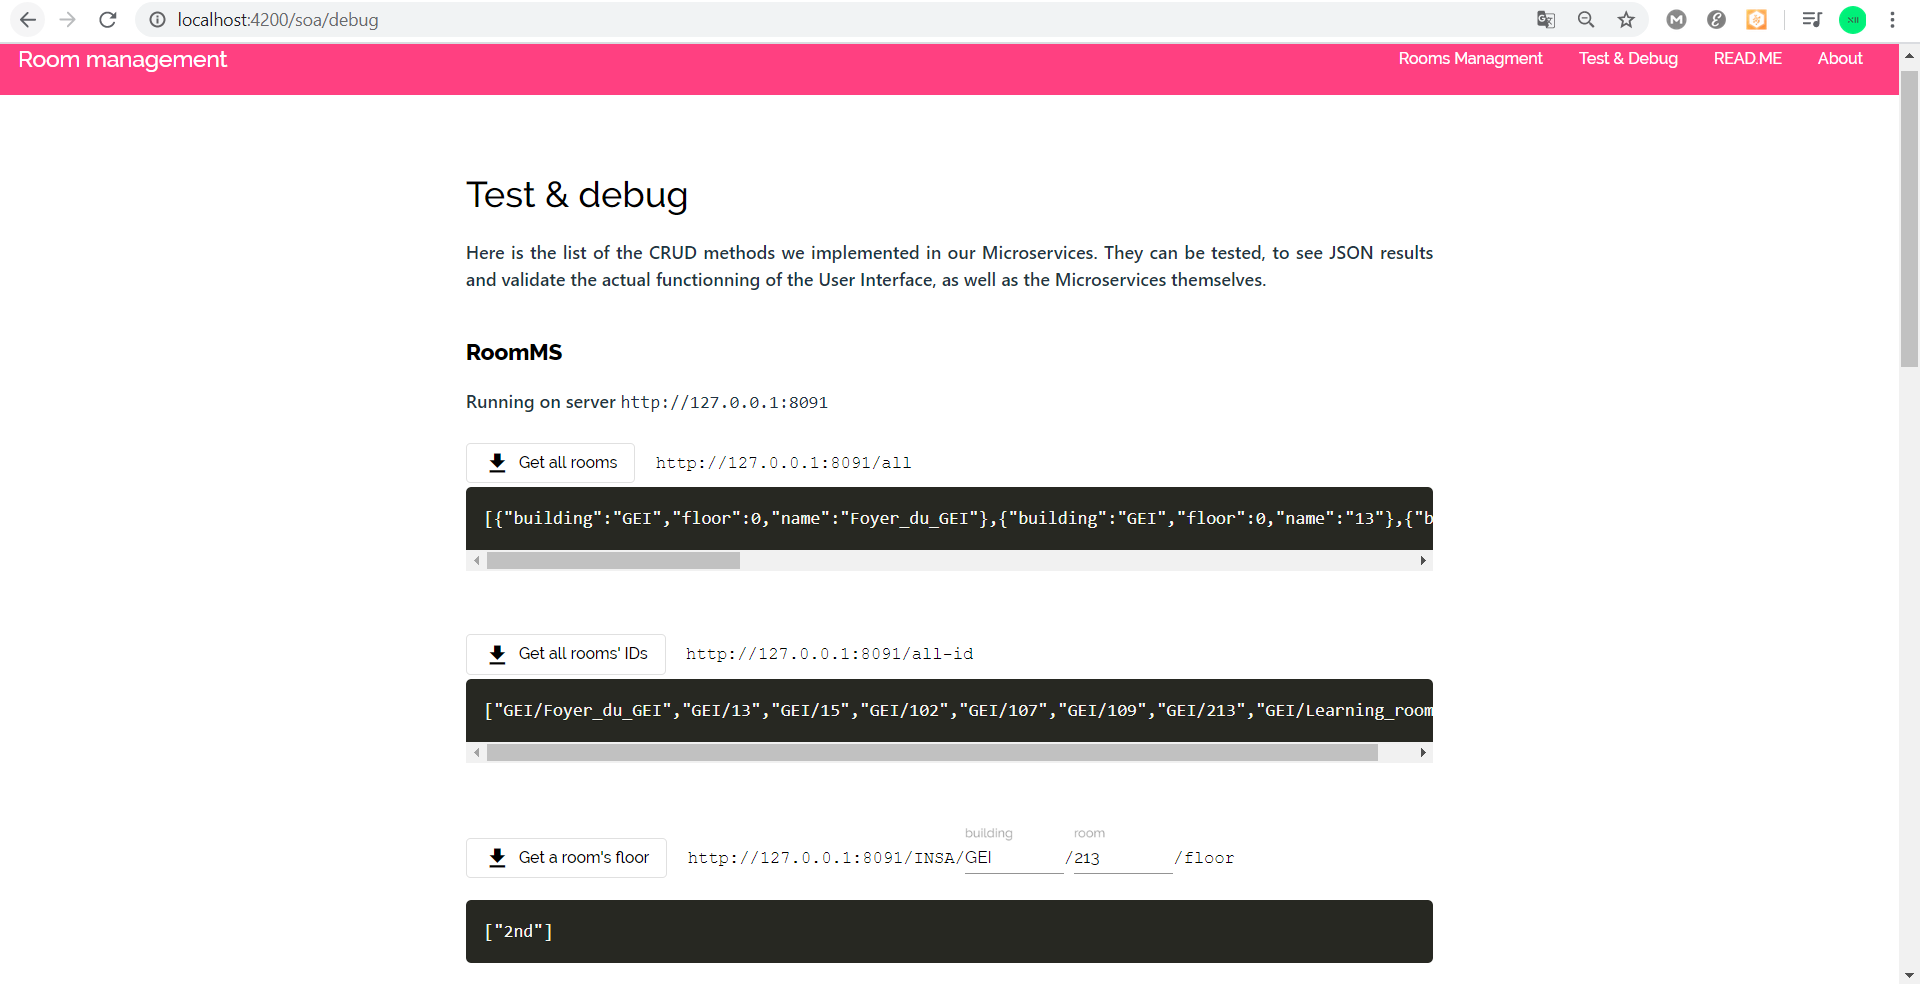 localhost:4200/soa/debug
Room management
Rooms Managment
Test & Debug
READ.ME
About
Test & debug
Here is the list of the CRUD methods we implemented in our Microservices. They can be tested, to see JSON results
and validate the actual functionning of the User Interface, as well as the Microservices themselves.
RoomMS
Running on server http://127.0.0.1:8091
Get all rooms http://127.0.0.1:8091/all
[{"building":"GEI","floor":0,"name":"Foyer_du_GEI"},{"building":"GEI","floor":0,"name":"13"},{"b
Get all rooms' IDs http://127.0.0.1:8091/all-id
["GEI/Foyer_du_GEI","GEI/13","GEI/15","GEI/102","GEI/107","GEI/109","GEI/213","GEI/Learning_room
building room
Get a room's floor http://127.0.0.1:8091/INSA/GEI /213 /floor
["2nd"]